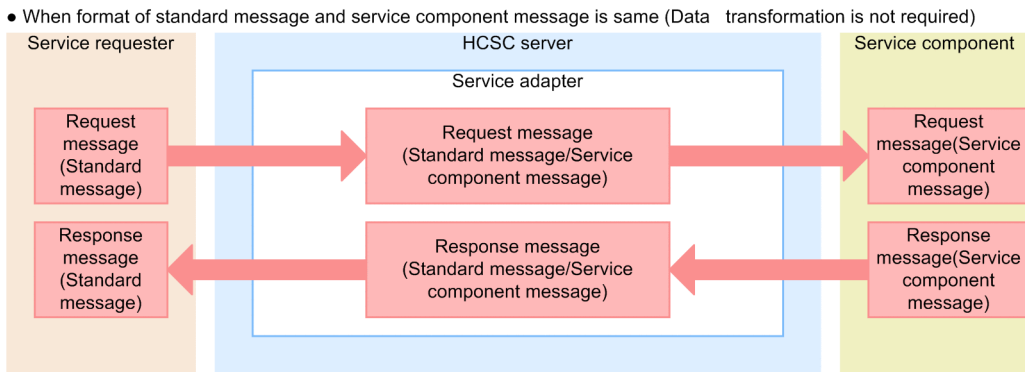 ● When format of standard message and service component message is same (Data transformation is not required)
Service requester
HCSC server
Service component
Service adapter
Request
message
(Standard
message)
Request message
(Standard message/Service
component message)
Request
message(Service
component
message)
Response
message
(Standard
message)
Response message
(Standard message/Service
component message)
Response
message(Service
component
message)